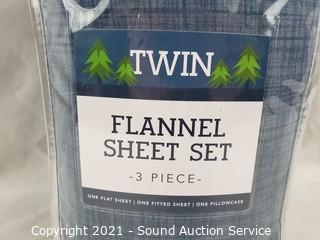 TWIN
FLANNEL
SHEET SET
-3 PIECE-
ONE FLAT SHEET | ONE FITTED SHEET | ONE PILLOWCASE
Copyright © 2021 - Sound Auction Service